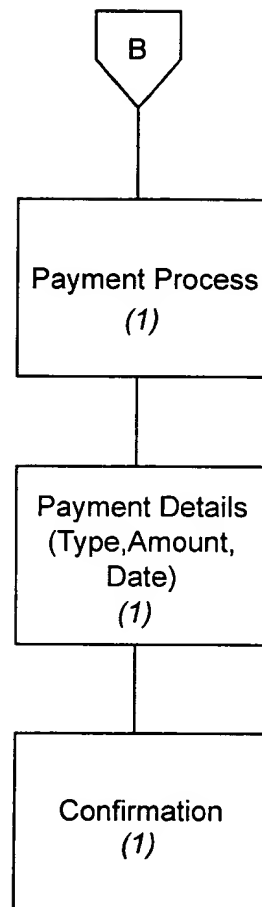 B
Payment Process
(1)
Payment Details
(Type,Amount,
Date)
(1)
Confirmation
(1)